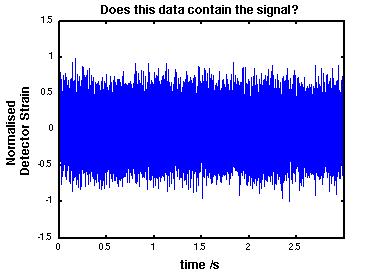 Does this data contain the signal?
1.5
1
0.5
0
-0.5
-1
-1.5
Normalised
Detector Strain
0 0.5 1 1.5 2 2.5
time /s